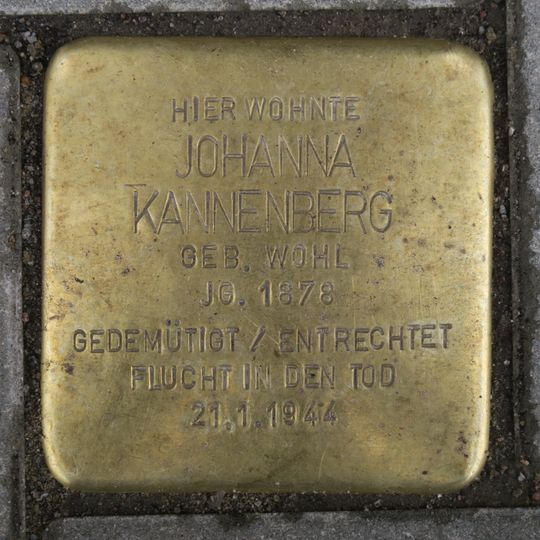 HIER WOHNTE
JOHANNA
KANNENBERG
GEB. WOHL
JG. 1878
GEDEMÜTIGT / ENTRECHTET
FLUCHT IN DEN TOD
21.1.1944